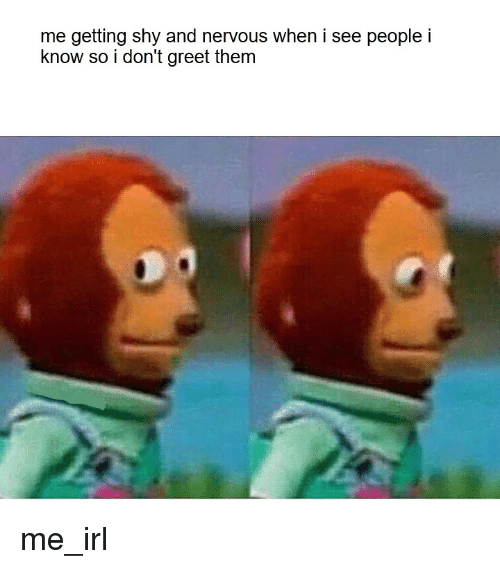 me getting shy and nervous when i see people i
know so i don't greet them
me_irl